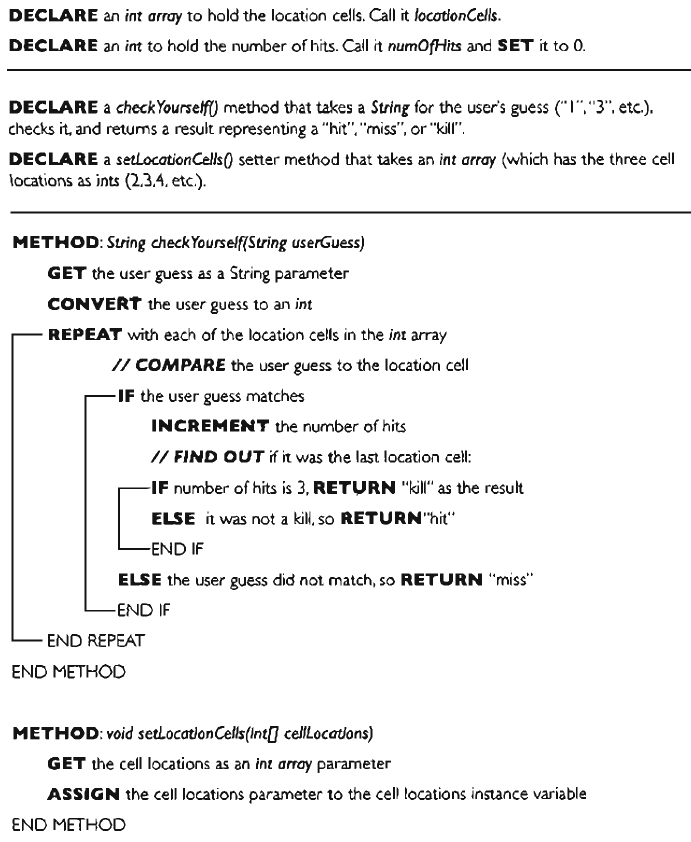 DECLARE an int array to hold the location cells. Call it locationCells.
DECLARE an int to hold the number of hits. Call it numOfHits and SET it to 0.
DECLARE a checkYourself() method that takes a String for the user's guess ("1", "3", etc.),
checks it, and returns a result representing a "hit", "miss", or "kill".
DECLARE a setLocationCells() setter method that takes an int array (which has the three cell
locations as ints (2,3,4, etc.).
METHOD: String checkYourself(String userGuess)
GET the user guess as a String parameter
CONVERT the user guess to an int
REPEAT with each of the location cells in the int array
// COMPARE the user guess to the location cell
IF the user guess matches
INCREMENT the number of hits
// FIND OUT if it was the last location cell:
IF number of hits is 3, RETURN "kill" as the result
ELSE it was not a kill, so RETURN"hit"
END IF
ELSE the user guess did not match, so RETURN "miss"
END IF
END REPEAT
END METHOD
METHOD: void setLocationCells(Int[] cellLocations)
GET the cell locations as an int array parameter
ASSIGN the cell locations parameter to the cell locations instance variable
END METHOD